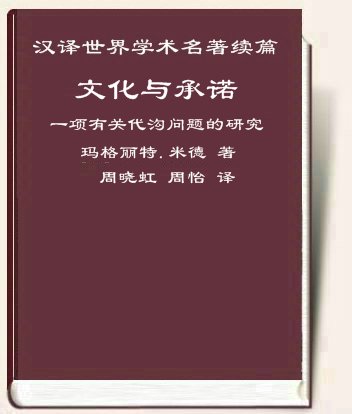 汉译世界学术名著续篇
文化与承诺
一项有关代沟问题的研究
玛格丽特.米德 著
周晓虹 周怡 译